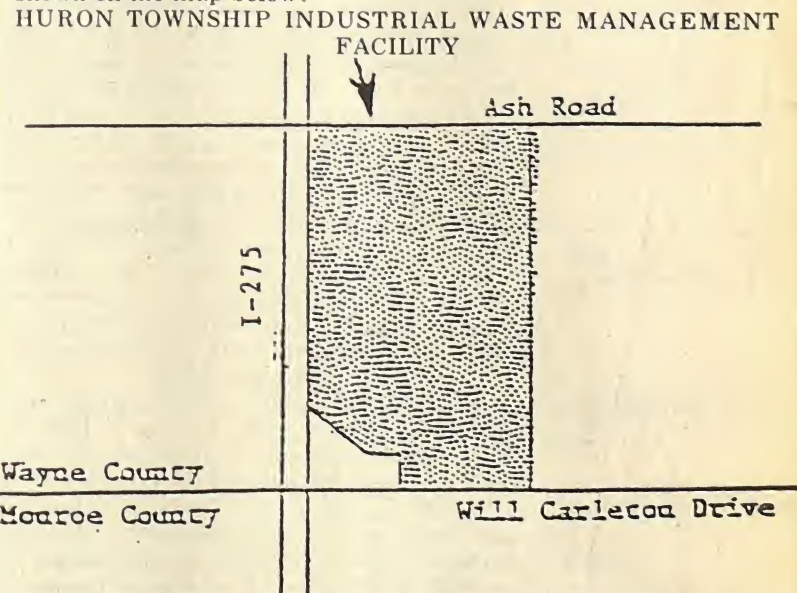 HURON TOWNSHIP INDUSTRIAL WASTE MANAGEMENT
FACILITY
Ash Road
I-275
Wayne County
Monroe County
Will Carleton Drive